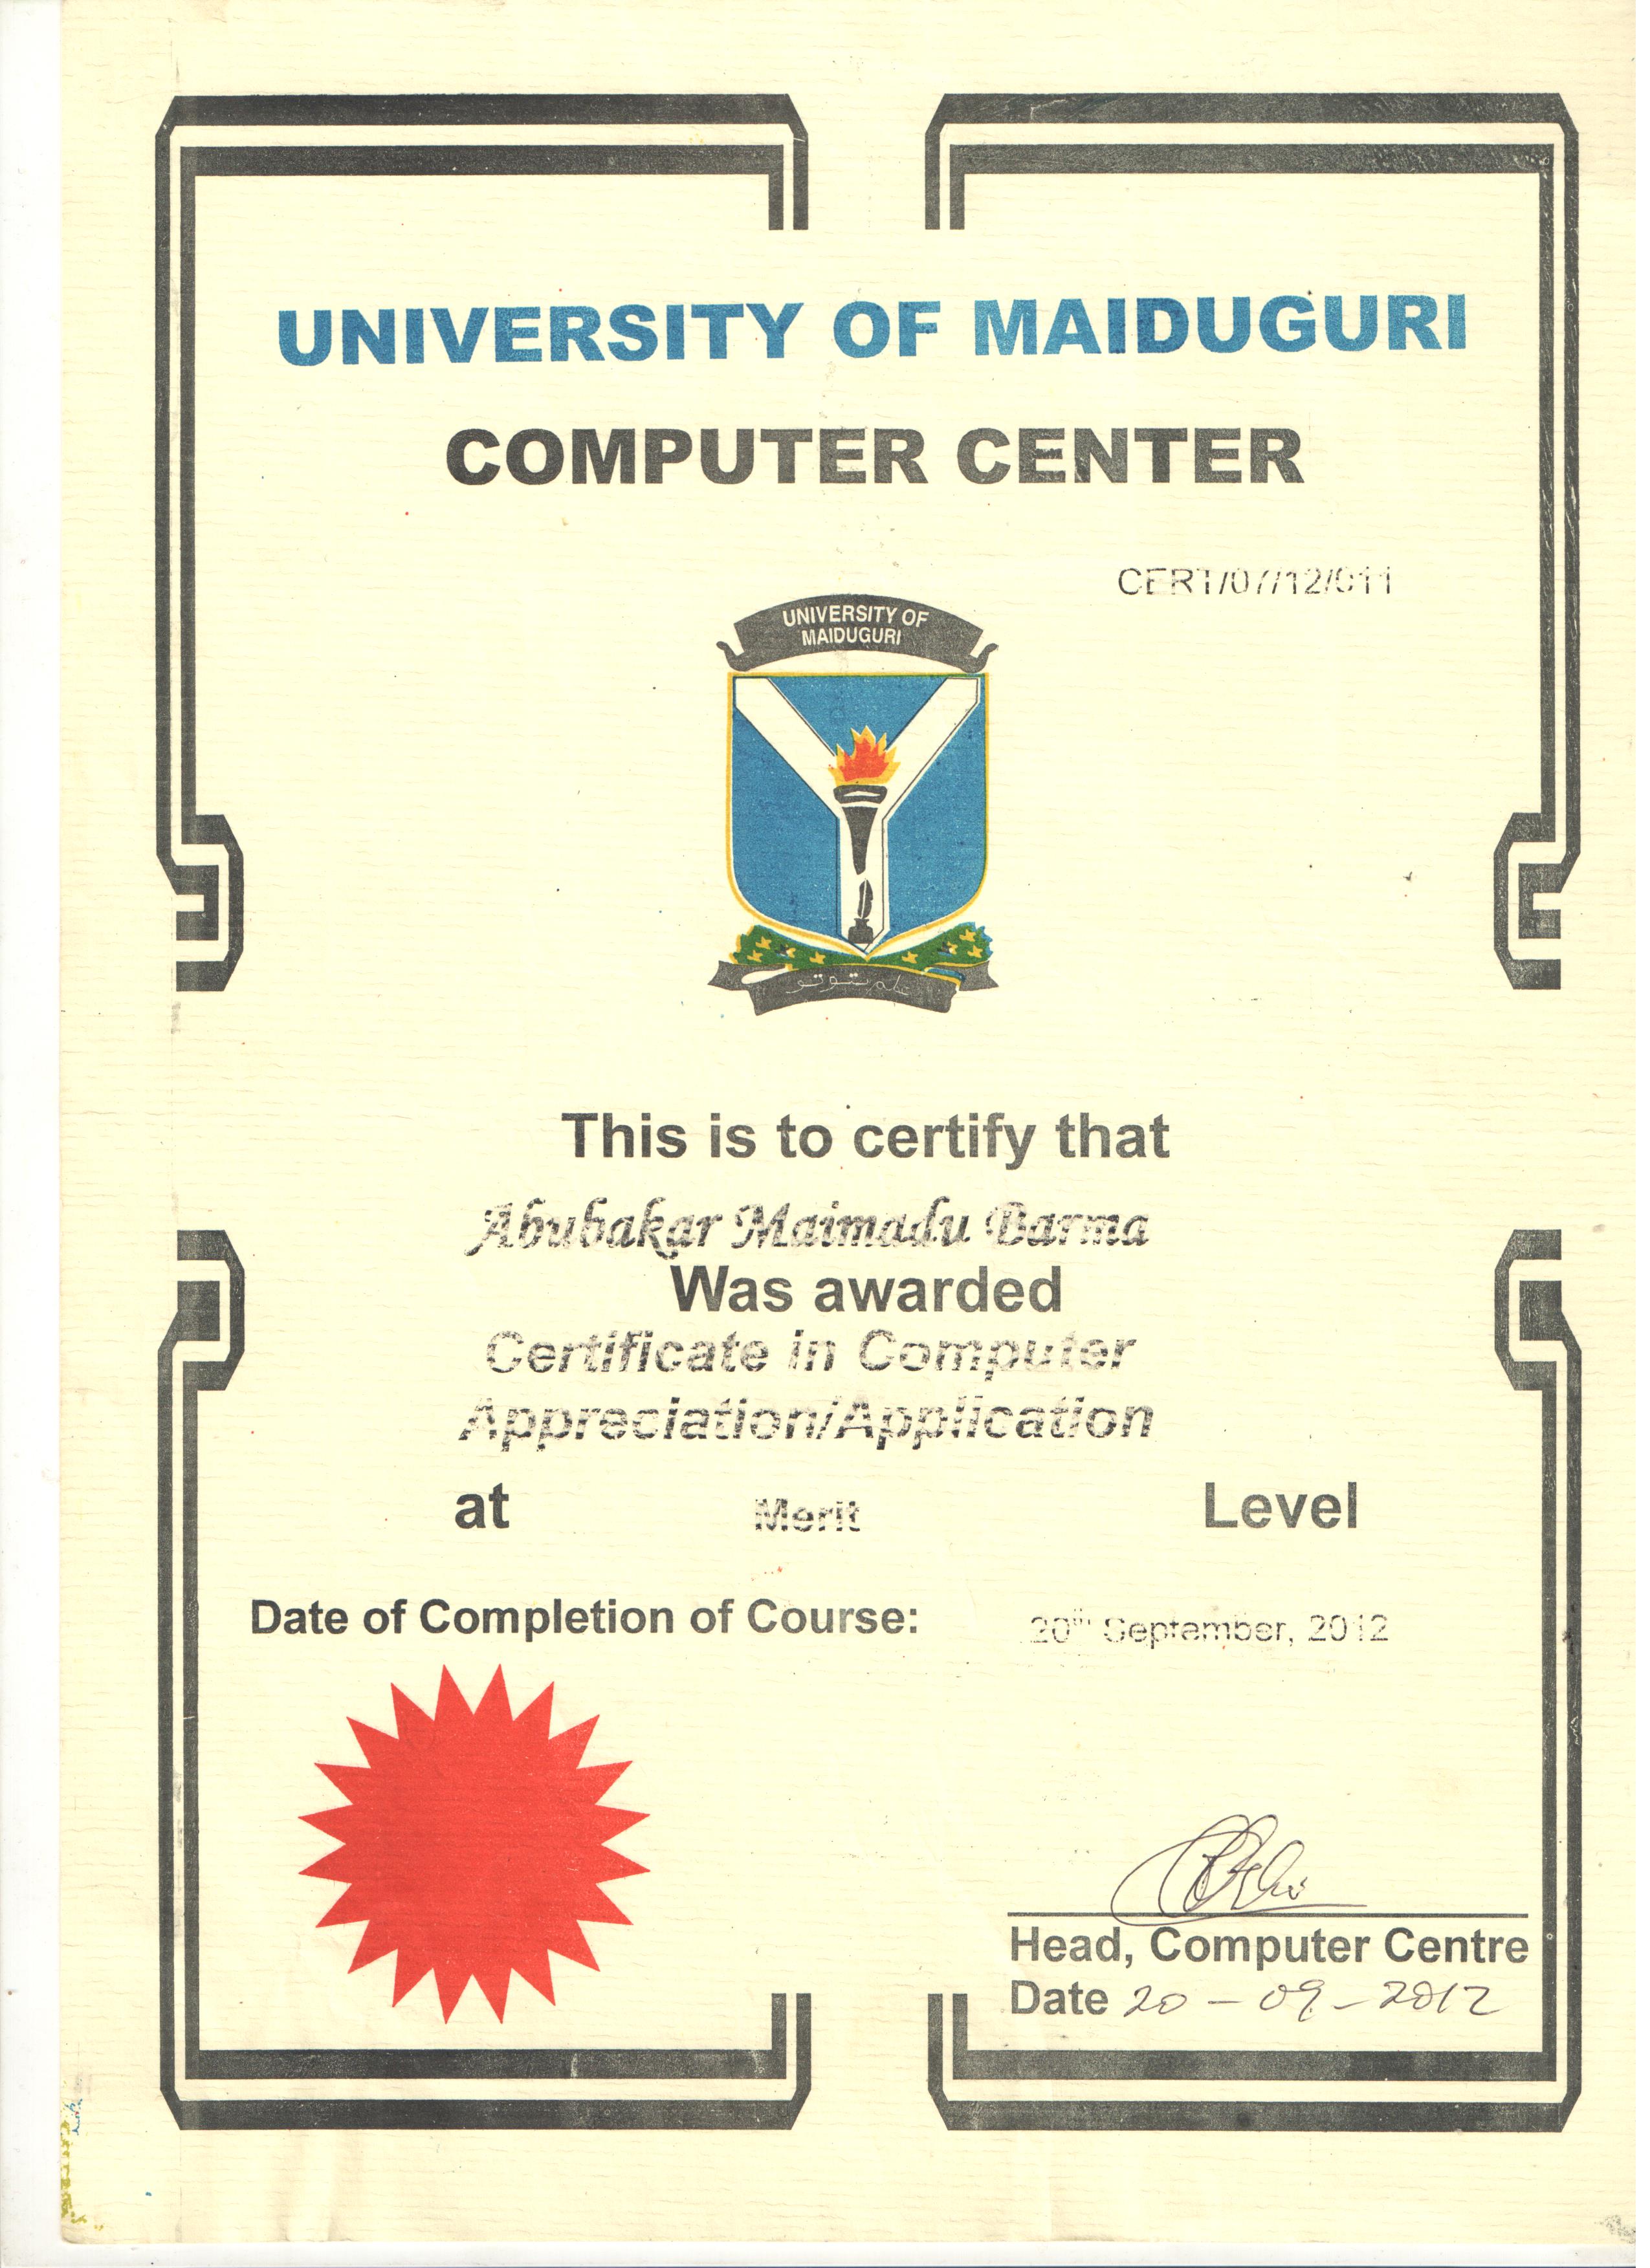 UNIVERSITY OF MAIDUGURI
COMPUTER CENTER
CERT/07/12/011
UNIVERSITY OF
MAIDUGURI
This is to certify that
Abubakar Maimadu Barma
Was awarded
Certificate in Computer
Appreciation/Application
at Merit Level
Date of Completion of Course: 20th September, 2012
Head, Computer Centre
Date 20 - 09 - 2012